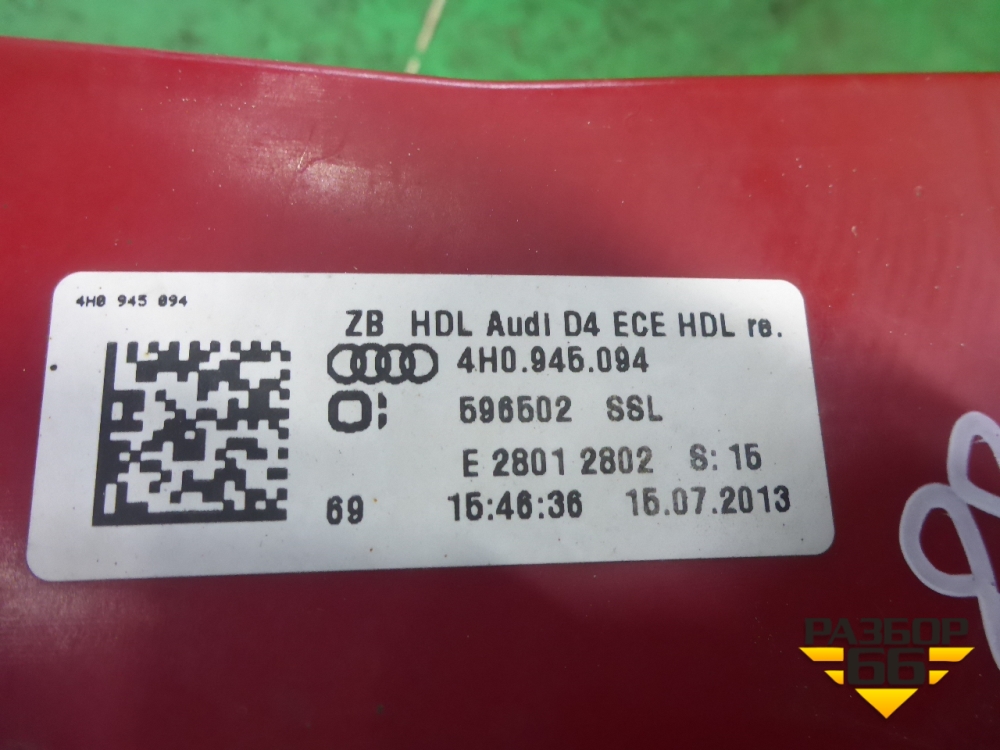 4H0 945 094
ZB HDL Audi D4 ECE HDL re.
4H0.945.094
596502 SSL
E 2801 2802 S: 15
69 15:46:36 15.07.2013
РАЗБОР
66